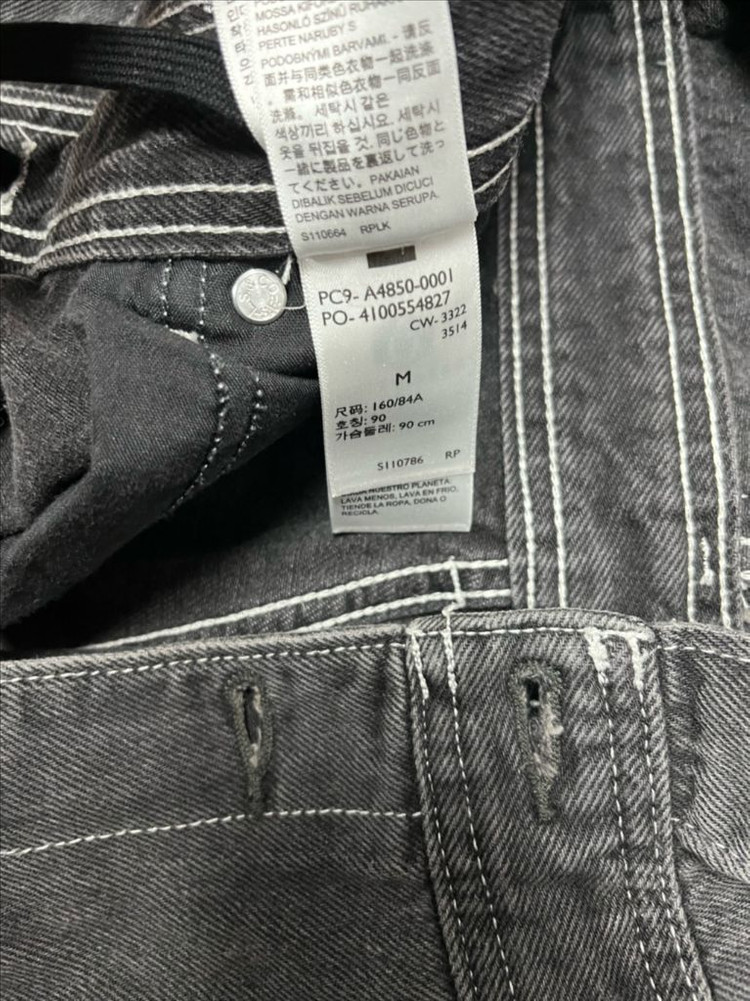 MOSSA
HASONLÓ SZÍNŰ RUHÁ
PERTE NARUBY S
PODOBNÝMI BARVAMI. - 请反
面并与同类色衣物一起洗涤
。需和相似色衣物一同反面
洗滌。세탁시 같은
색상끼리 하십시요. 세탁시
옷을 뒤집을 것. 同じ色物と
一緒に製品を裏返して洗っ
てください。PAKAIAN
DIBALIK SEBELUM DICUCI
DENGAN WARNA SERUPA.
S110664 RPLK
PC9- A4850-0001
PO- 4100554827
CW- 3322
3514
M
尺码: 160/84A
호칭: 90
가슴둘레: 90 cm
S110786 RP
NUESTRO PLANETA:
LAVA MENOS, LAVA EN FRIO,
TIENDE LA ROPA, DONA O
RECICLA.